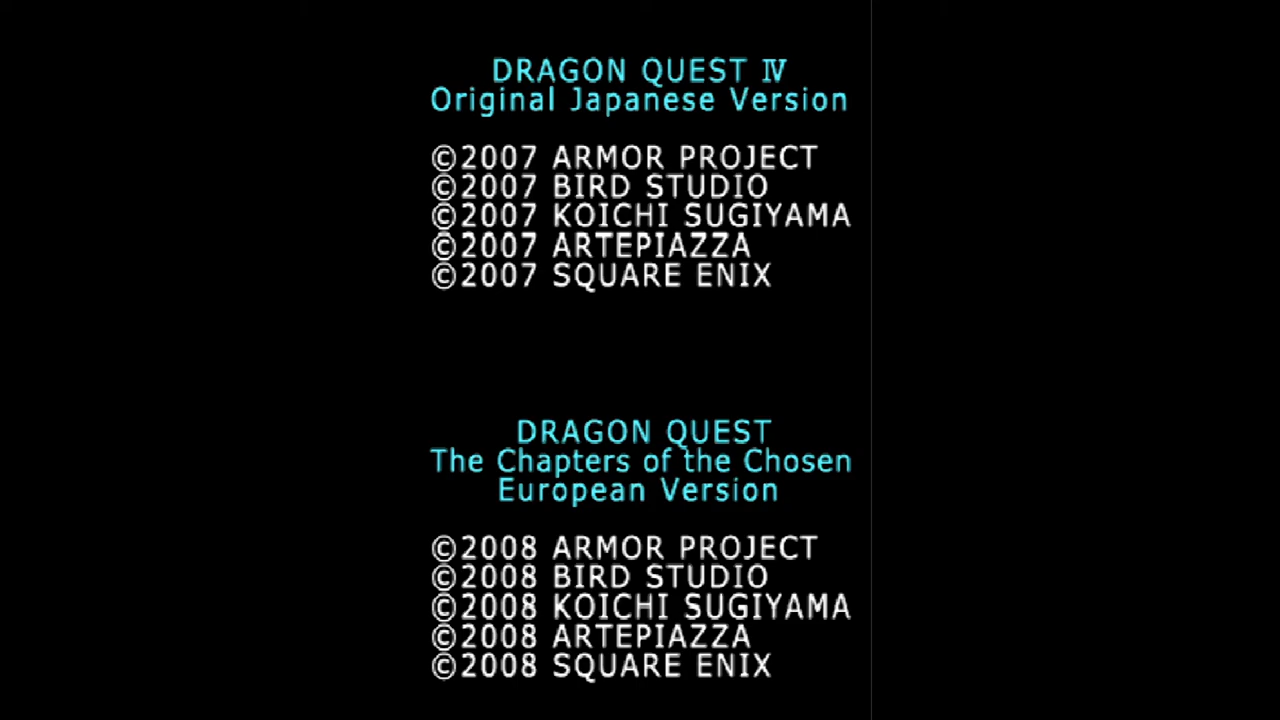 DRAGON QUEST Ⅳ
Original Japanese Version
©2007 ARMOR PROJECT
©2007 BIRD STUDIO
©2007 KOICHI SUGIYAMA
©2007 ARTEPIAZZA
©2007 SQUARE ENIX
DRAGON QUEST
The Chapters of the Chosen
European Version
©2008 ARMOR PROJECT
©2008 BIRD STUDIO
©2008 KOICHI SUGIYAMA
©2008 ARTEPIAZZA
©2008 SQUARE ENIX